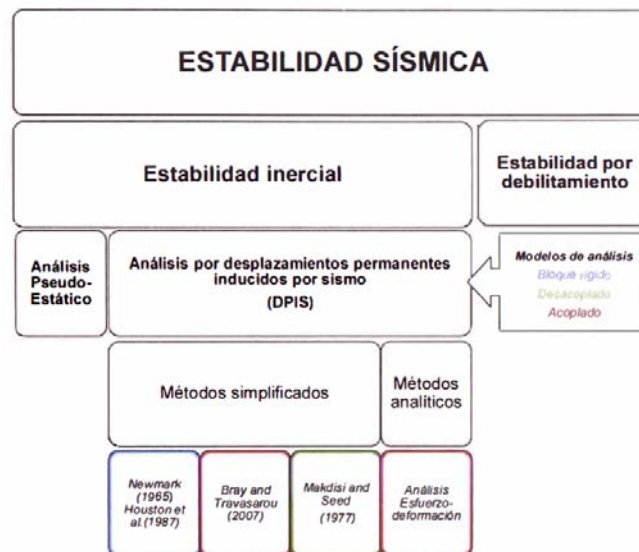 ESTABILIDAD SÍSMICA
Estabilidad inercial
Estabilidad por
debilitamiento
Análisis
Pseudo-
Estático
Análisis por desplazamientos permanentes
inducidos por sismo
(DPIS)
Modelos de análisis
Bloque rígido
Desacoplado
Acoplado
Métodos simplificados
Métodos
analíticos
Newmark
(1965)
Houston et
al.(1987)
Bray and
Travasarou
(2007)
Makdisi and
Seed
(1977)
Análisis
Esfuerzo-
deformación